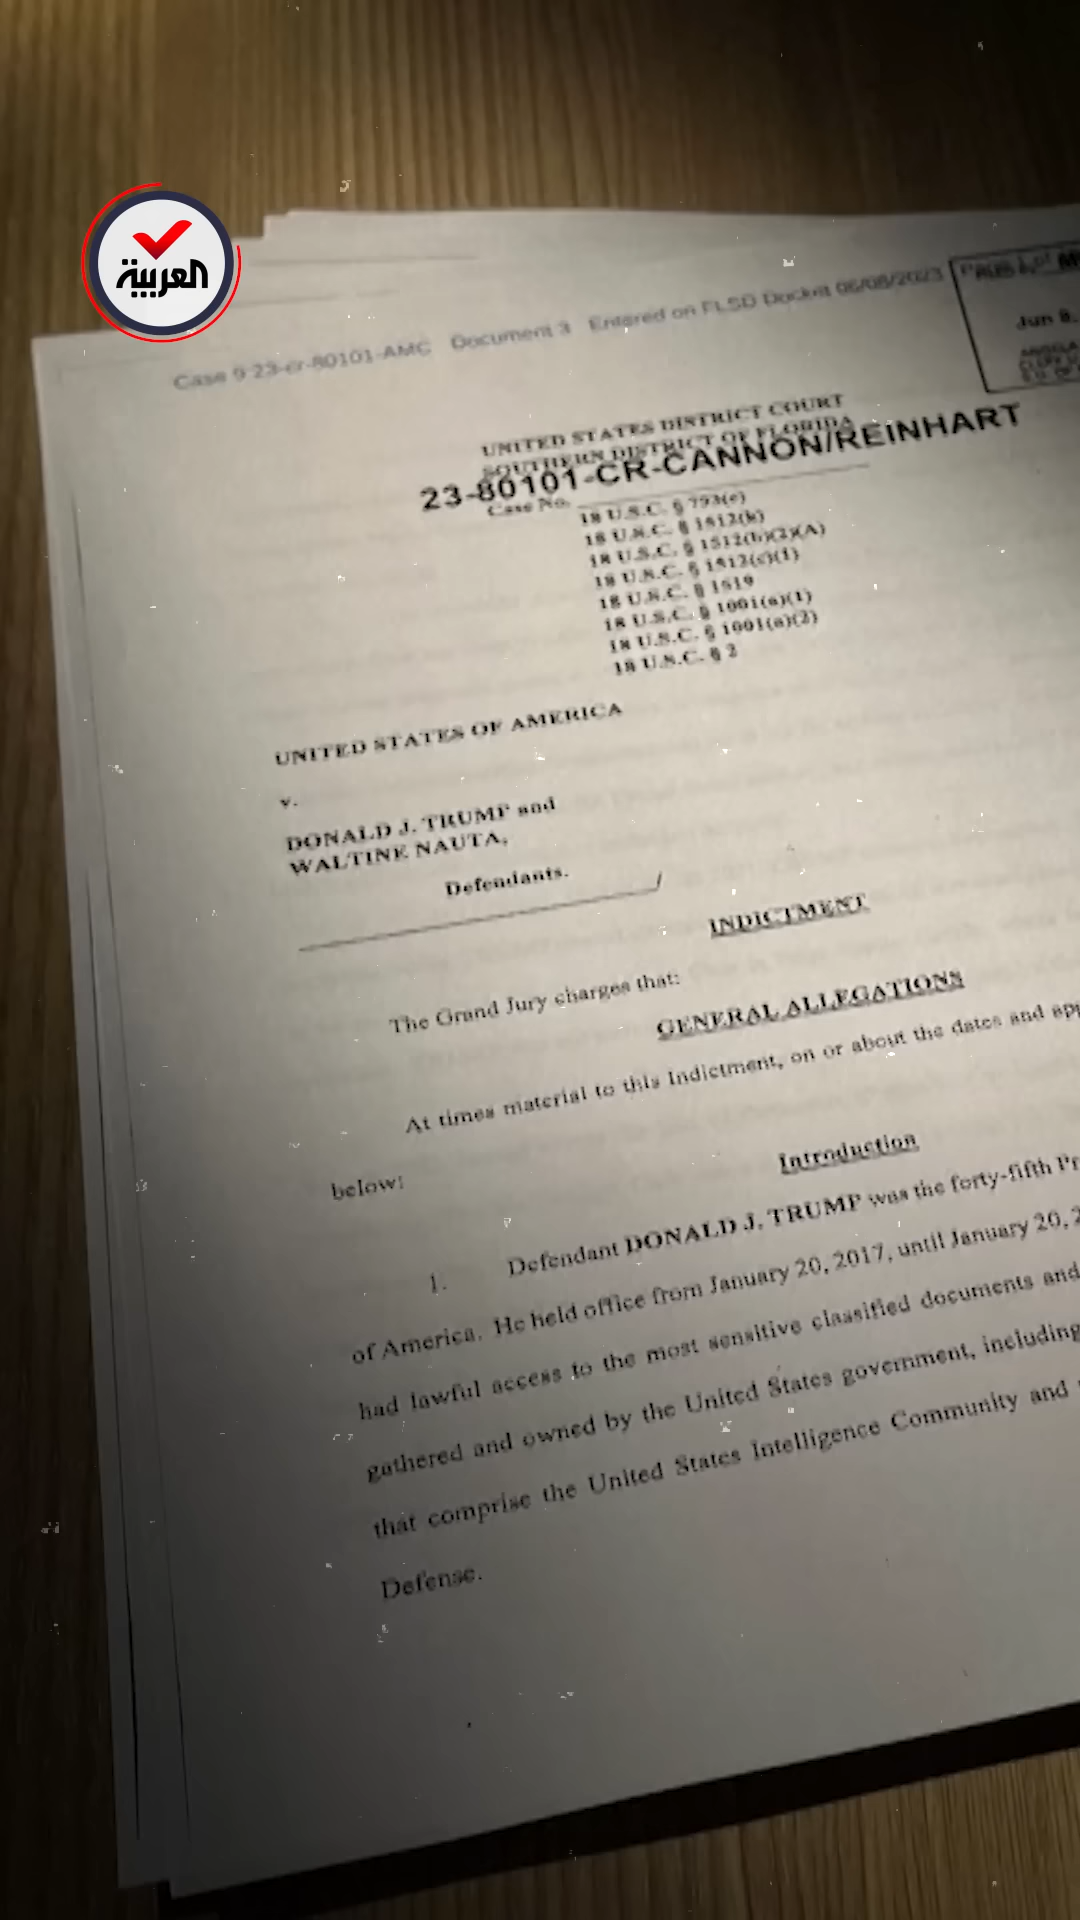 العربية
Case 9:23-cr-80101-AMC Document 3 Entered on FLSD Docket 06/08/2023
Jun 8,
UNITED STATES DISTRICT COURT
SOUTHERN DISTRICT OF FLORIDA
23-80101-CR-CANNON/REINHART
Case No.
18 U.S.C. § 793(e)
18 U.S.C. § 1512(k)
18 U.S.C. § 1512(b)(2)(A)
18 U.S.C. § 1512(c)(1)
18 U.S.C. § 1519
18 U.S.C. § 1001(a)(1)
18 U.S.C. § 1001(a)(2)
18 U.S.C. § 2
UNITED STATES OF AMERICA
v.
DONALD J. TRUMP and
WALTINE NAUTA,
Defendants.
/
INDICTMENT
The Grand Jury charges that:
GENERAL ALLEGATIONS
At times material to this Indictment, on or about the dates and app
below:
Introduction
1. Defendant DONALD J. TRUMP was the forty-fifth Pr
of America. He held office from January 20, 2017, until January 20, 2
had lawful access to the most sensitive classified documents and
gathered and owned by the United States government, including
that comprise the United States Intelligence Community and
Defense.